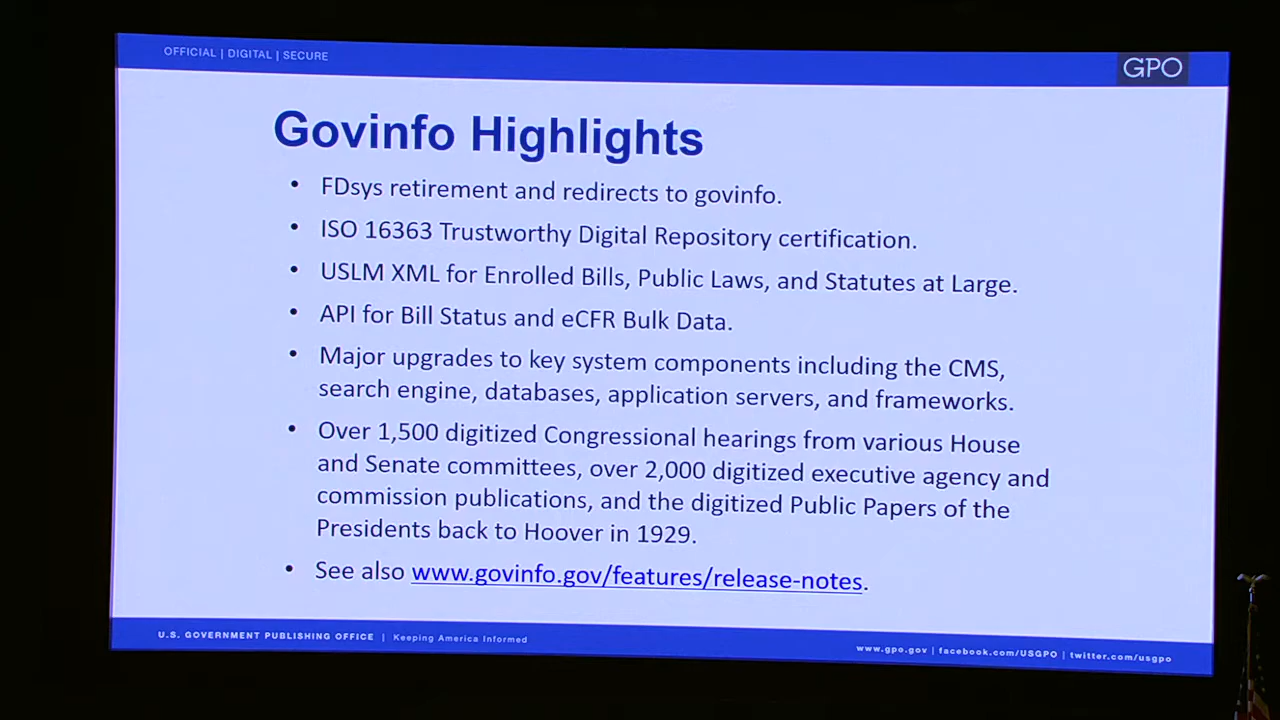 OFFICIAL | DIGITAL | SECURE
GPO
Govinfo Highlights
• FDsys retirement and redirects to govinfo.
• ISO 16363 Trustworthy Digital Repository certification.
• USLM XML for Enrolled Bills, Public Laws, and Statutes at Large.
• API for Bill Status and eCFR Bulk Data.
• Major upgrades to key system components including the CMS,
search engine, databases, application servers, and frameworks.
• Over 1,500 digitized Congressional hearings from various House
and Senate committees, over 2,000 digitized executive agency and
commission publications, and the digitized Public Papers of the
Presidents back to Hoover in 1929.
• See also www.govinfo.gov/features/release-notes.
U.S. GOVERNMENT PUBLISHING OFFICE | Keeping America Informed
www.gpo.gov | facebook.com/USGPO | twitter.com/usgpo